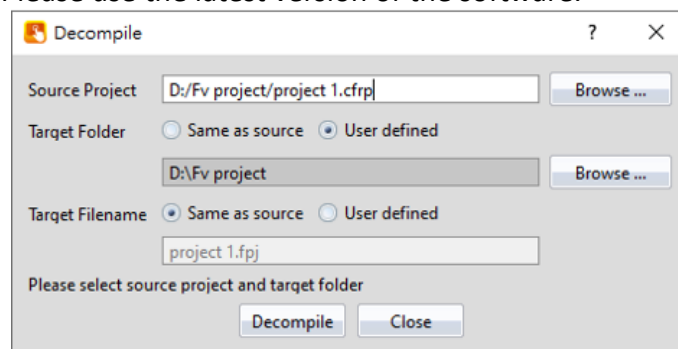 Please use the latest version of the software.
Decompile ? ×
Source Project D:/Fv project/project 1.cfrp Browse ...
Target Folder Same as source User defined
D:\Fv project Browse ...
Target Filename Same as source User defined
project 1.fpj
Please select source project and target folder
Decompile Close